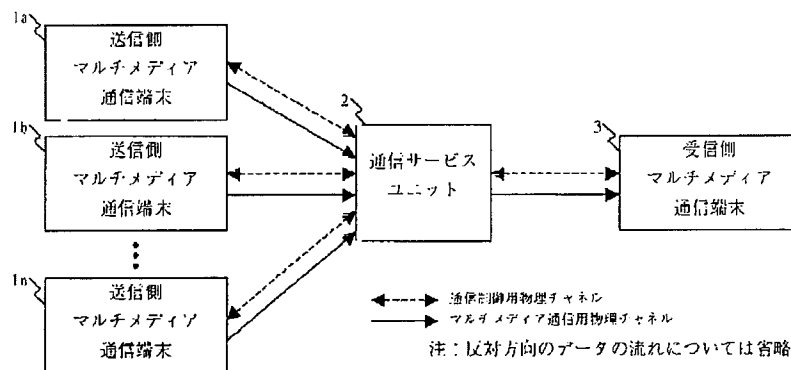 1a
送信側
マルチメディア
通信端末
1b
送信側
マルチメディア
通信端末
1n
送信側
マルチメディア
通信端末
2
通信サービス
ユニット
3
受信側
マルチメディア
通信端末
通信制御用物理チャネル
マルチメディア通信用物理チャネル
注：反対方向のデータの流れについては省略